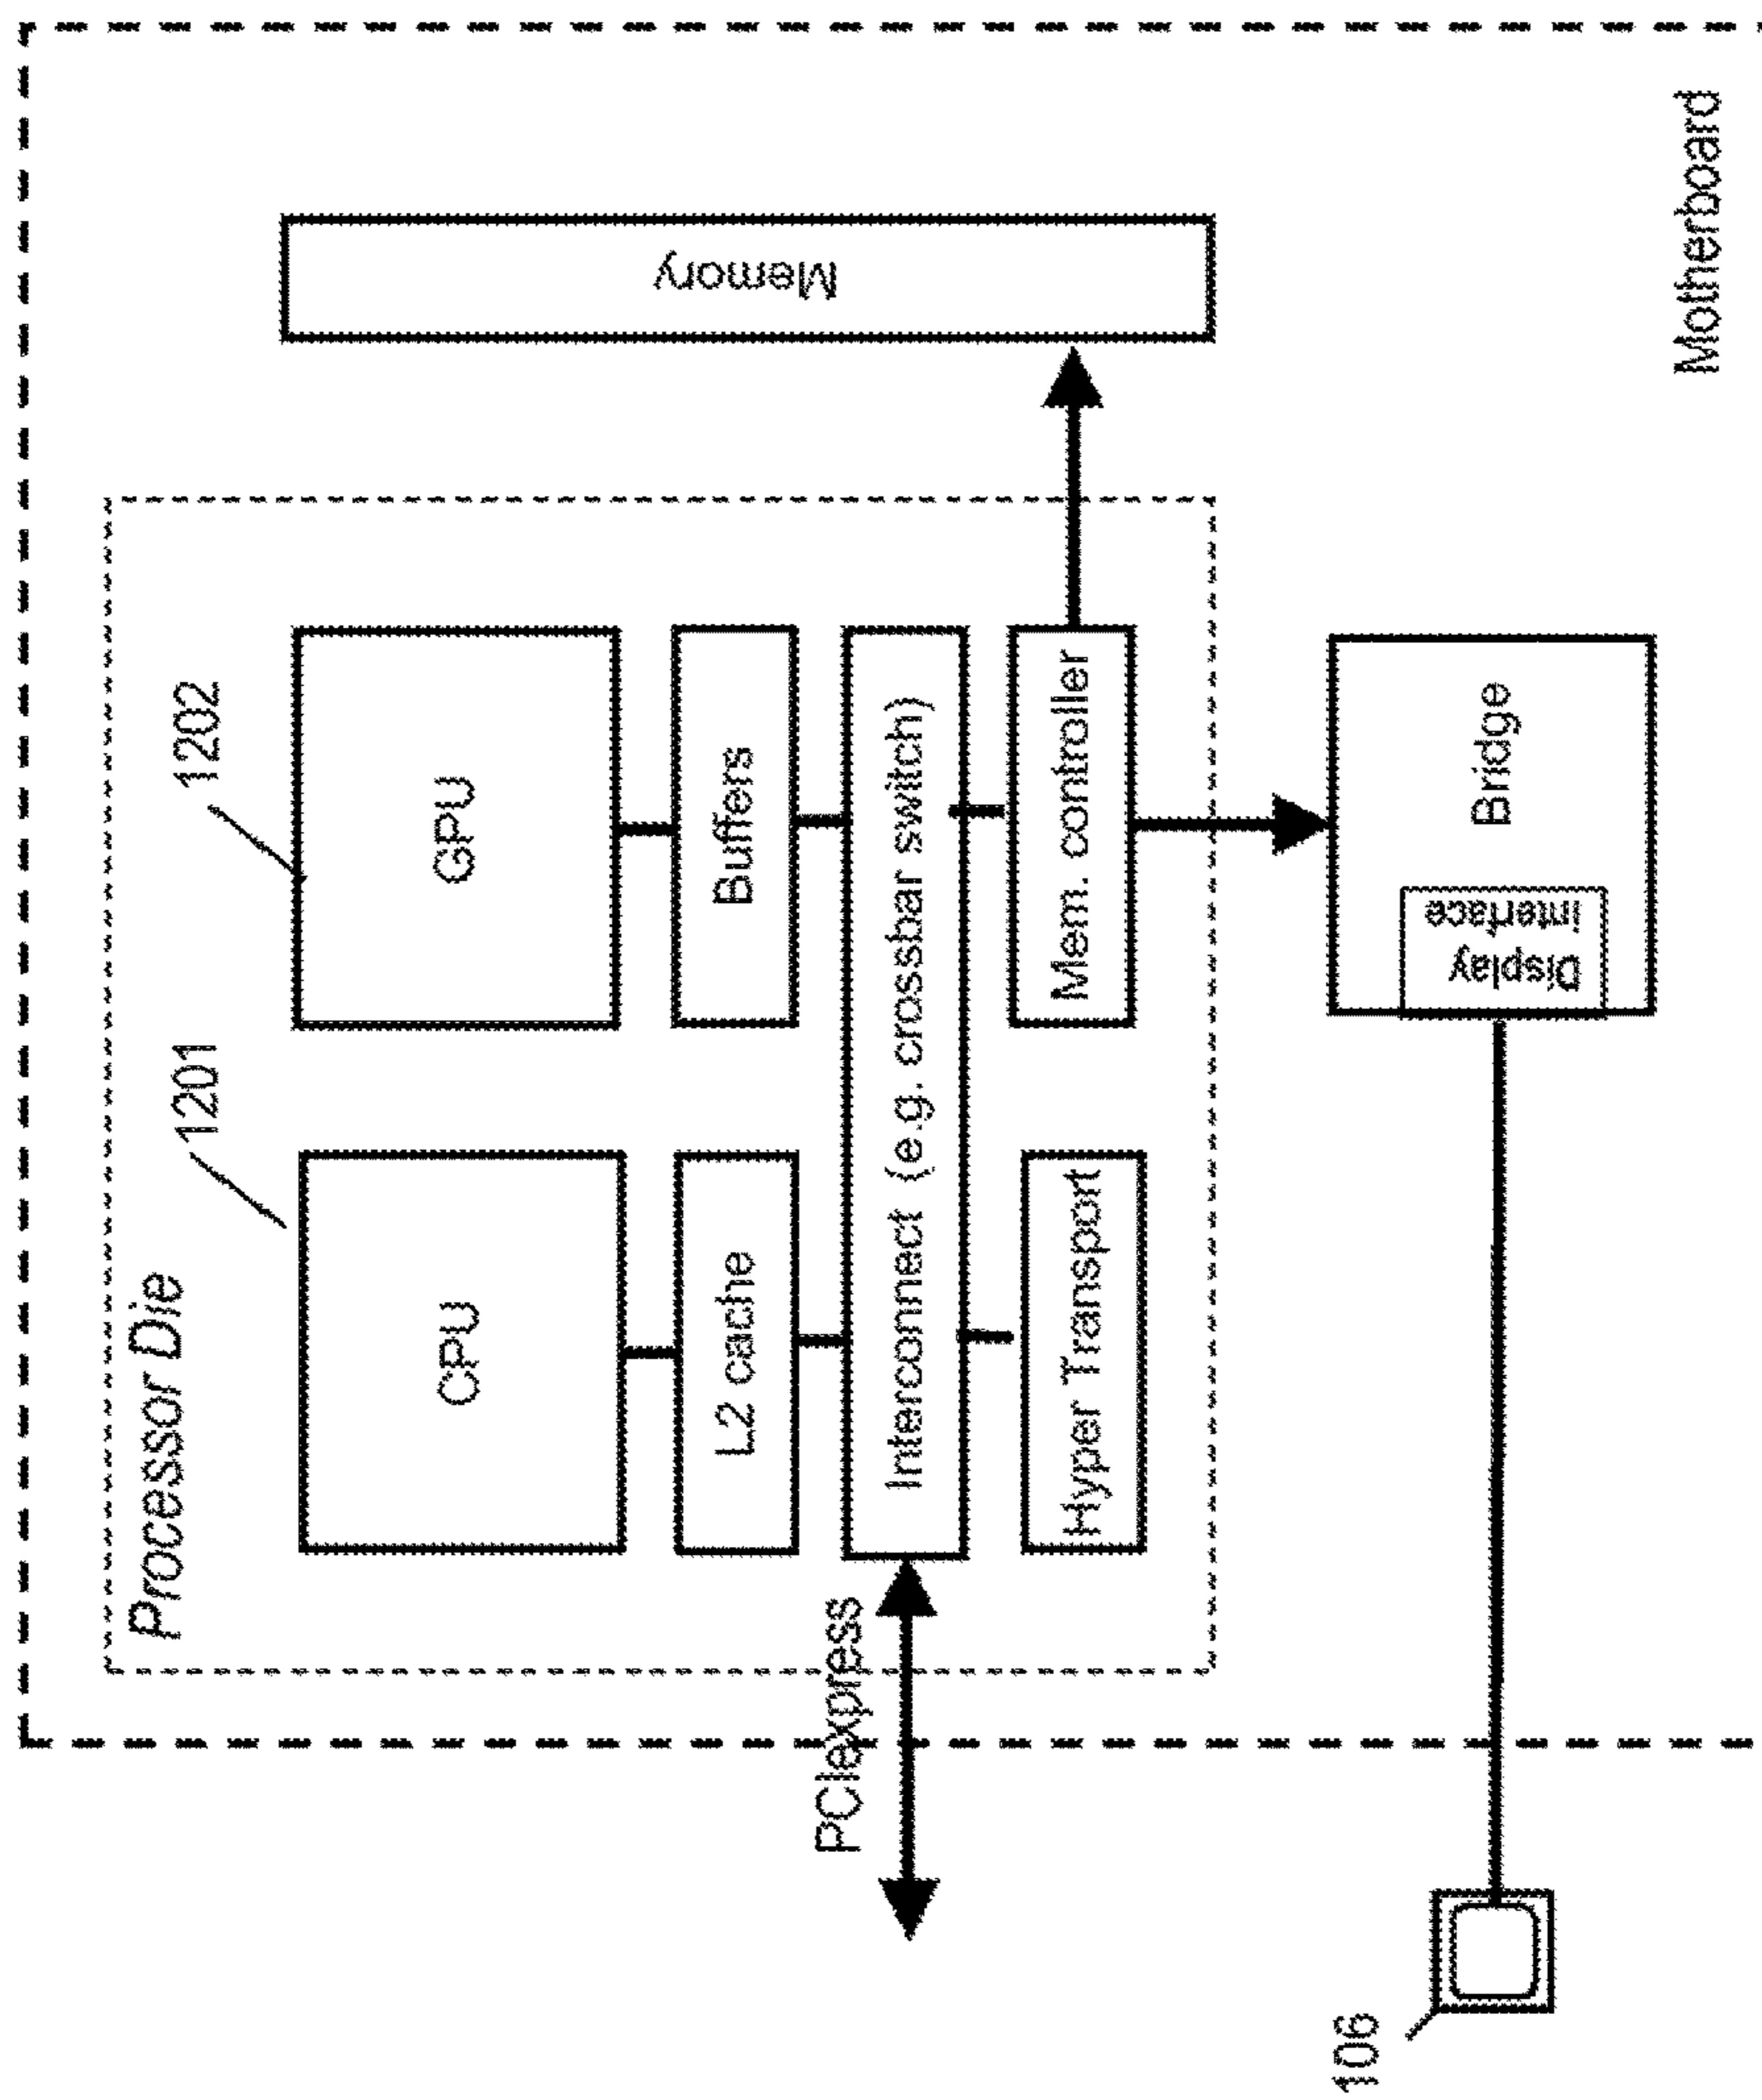 Processor Die
1201
1202
CPU
GPU
L2 cache
Buffers
Interconnect (e.g. crossbar switch)
Hyper Transport
Mem. controller
PCIexpress
Memory
Display
interface
Bridge
106
Motherboard